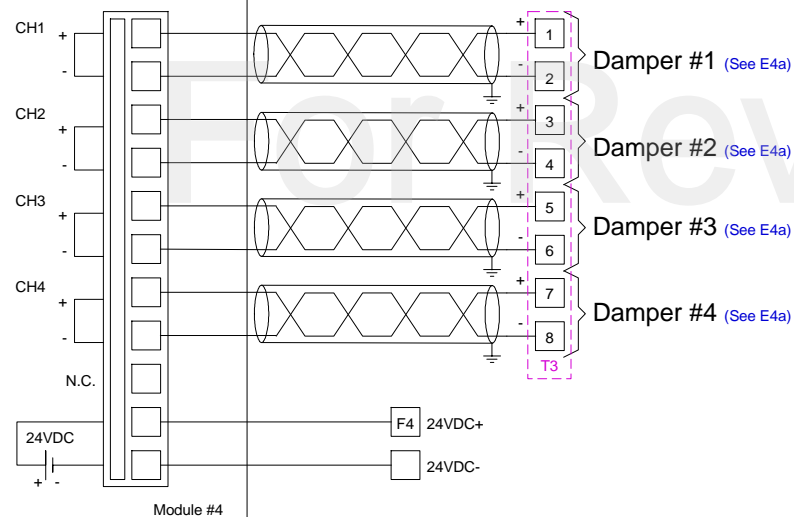 CH1
+
-
+ 1
- 2
Damper #1 (See E4a)
CH2
+
-
+ 3
- 4
Damper #2 (See E4a)
CH3
+
-
+ 5
- 6
Damper #3 (See E4a)
CH4
+
-
+ 7
- 8
Damper #4 (See E4a)
T3
N.C.
24VDC
+ -
F4 24VDC+
24VDC-
Module #4
For Rev